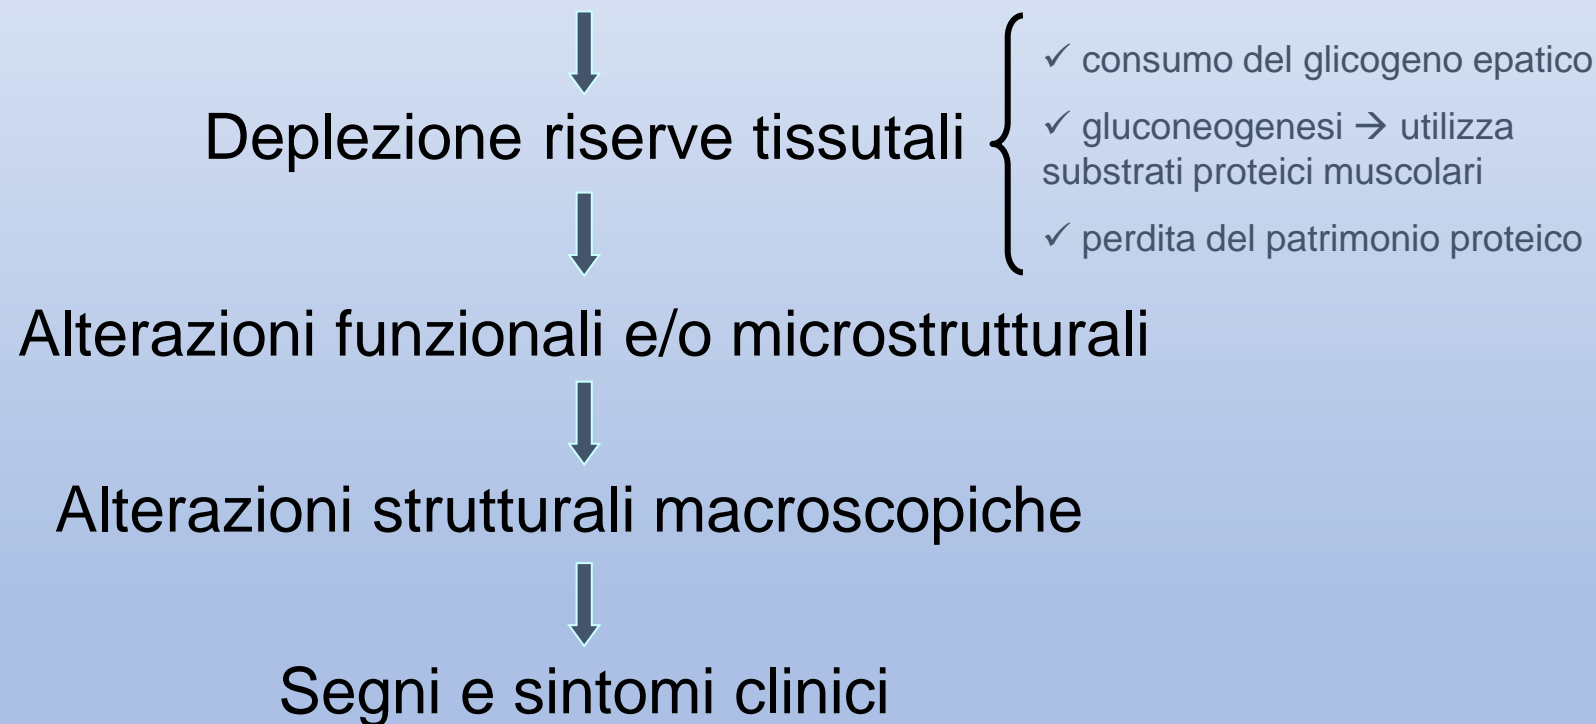 Deplezione riserve tissutali
✓ consumo del glicogeno epatico
✓ gluconeogenesi → utilizza
substrati proteici muscolari
✓ perdita del patrimonio proteico
Alterazioni funzionali e/o microstrutturali
Alterazioni strutturali macroscopiche
Segni e sintomi clinici